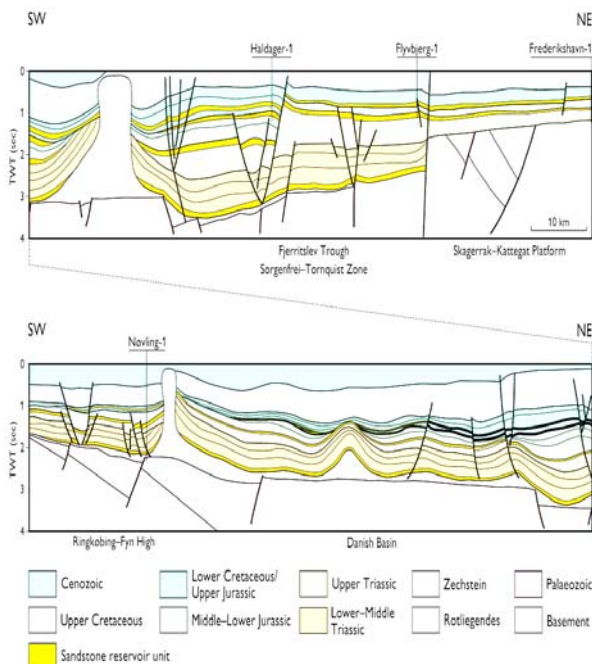 SW NE
Haldager-1 Flyvbjerg-1 Frederikshavn-1
0
1
2
3
4
TWT (sec)
10 km
Fjerritslev Trough Skagerrak–Kattegat Platform
Sorgenfrei–Tornquist Zone
SW NE
Nøvling-1
0
1
2
3
4
TWT (sec)
Ringkøbing–Fyn High Danish Basin
Cenozoic
Lower Cretaceous/
Upper Jurassic
Upper Triassic
Zechstein
Palaeozoic
Upper Cretaceous
Middle–Lower Jurassic
Lower–Middle
Triassic
Rotliegendes
Basement
Sandstone reservoir unit